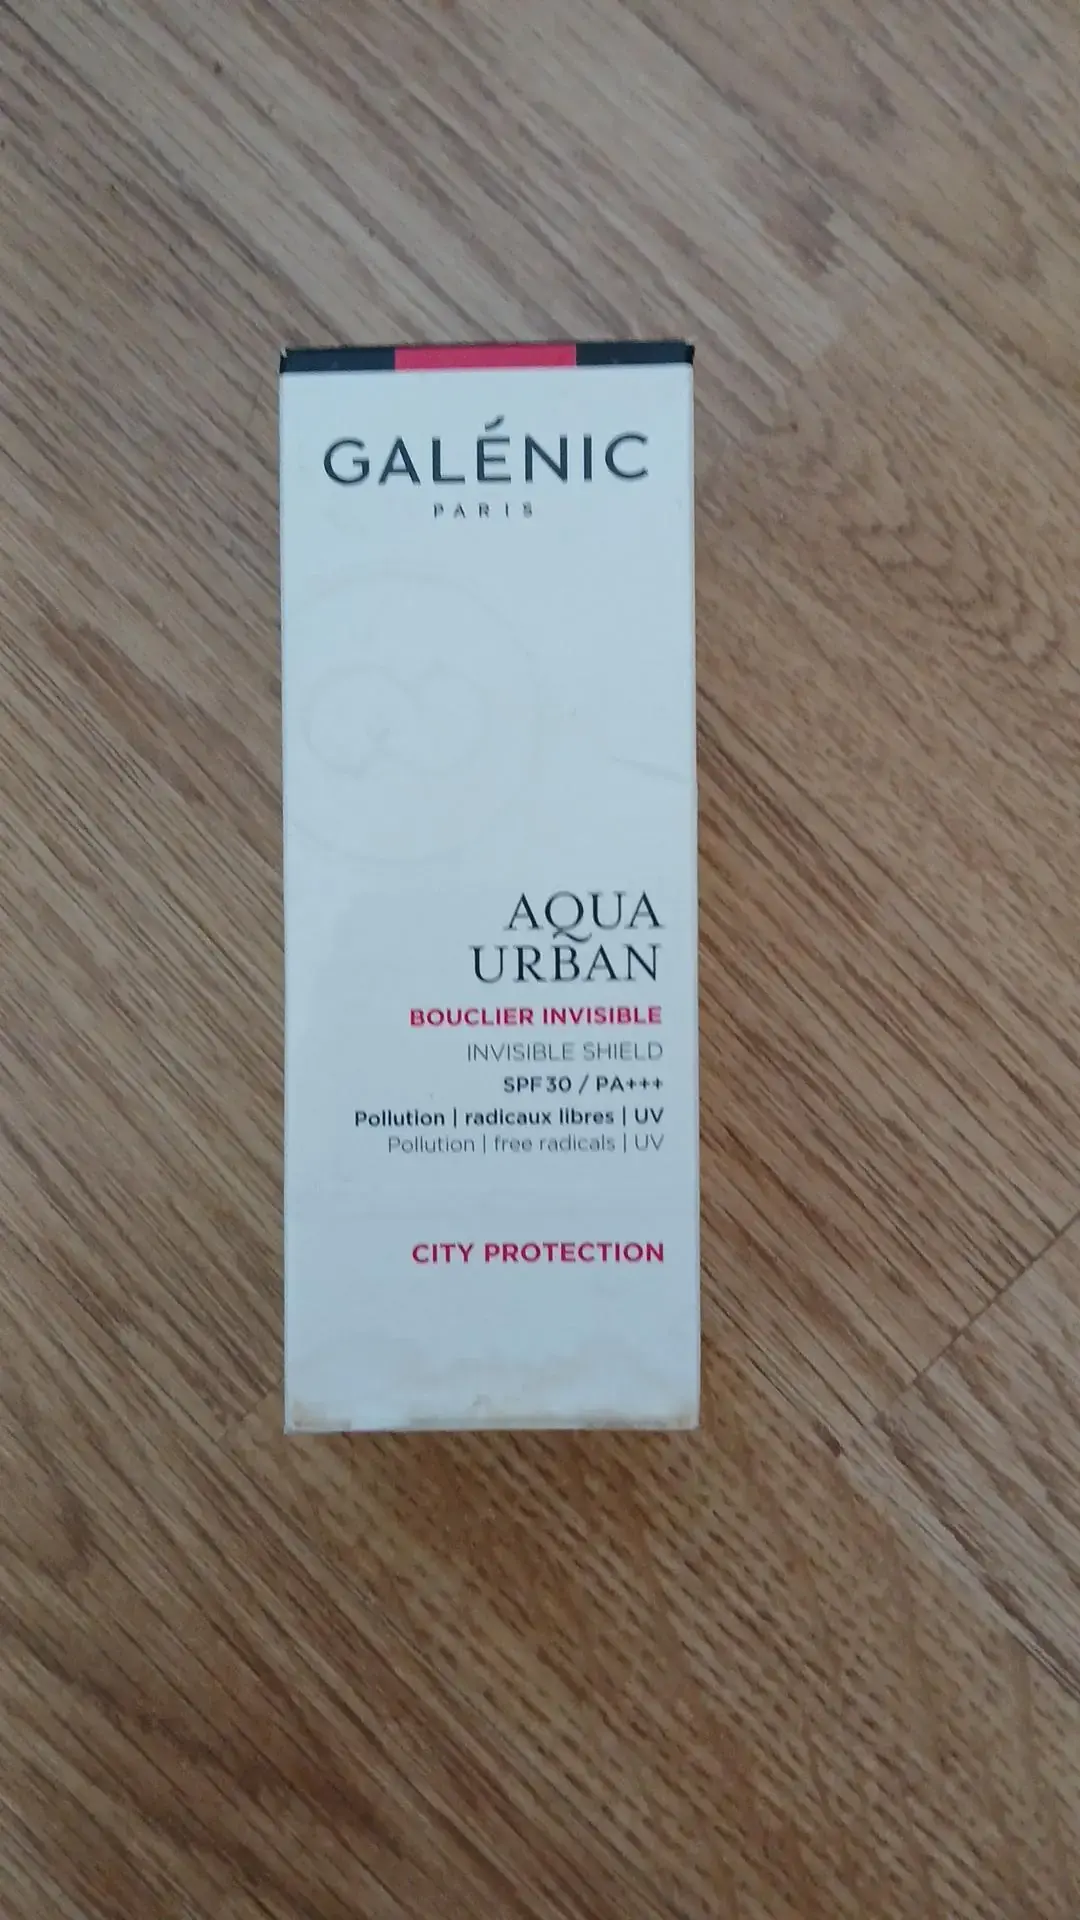 GALÉNIC
PARIS
AQUA
URBAN
BOUCLIER INVISIBLE
INVISIBLE SHIELD
SPF 30 / PA+++
Pollution | radicaux libres | UV
Pollution | free radicals | UV
CITY PROTECTION